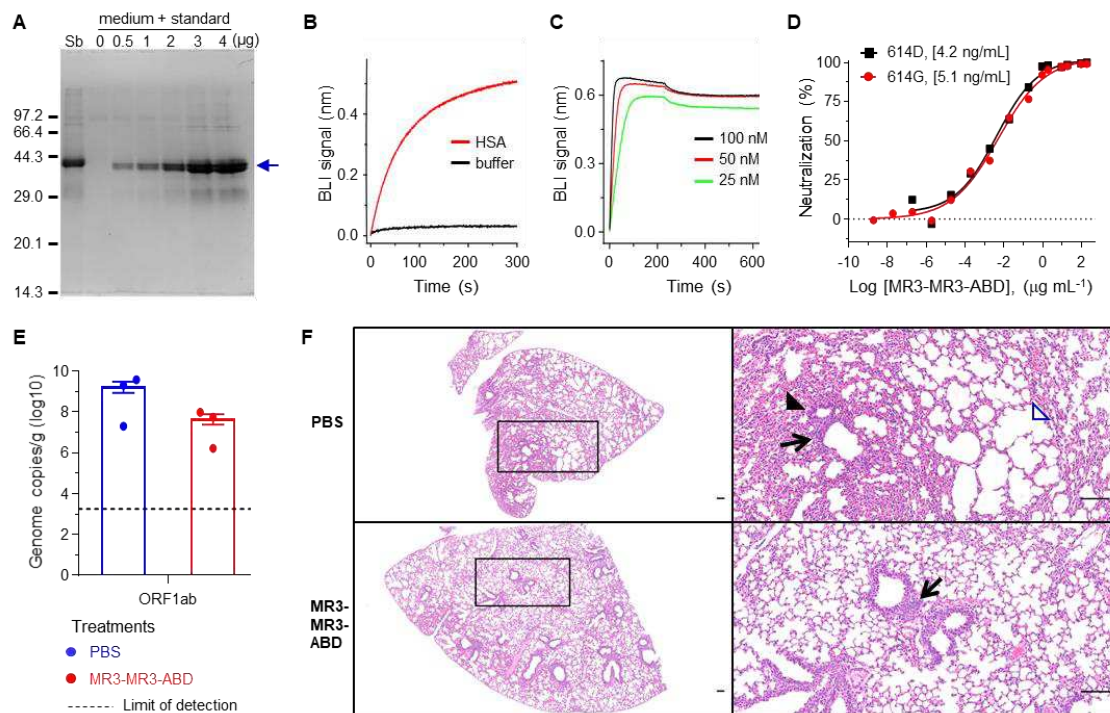 A
medium + standard
Sb 0 0.5 1 2 3 4 (μg)
97.2
66.4
44.3
29.0
20.1
14.3
B
BLI signal (nm)
0.4
0.2
0.0
HSA
buffer
0 100 200 300
Time (s)
C
BLI signal (nm)
0.9
0.6
0.3
0.0
100 nM
50 nM
25 nM
0 200 400 600
Time (s)
D
614D, [4.2 ng/mL]
614G, [5.1 ng/mL]
Neutralization (%)
100
75
50
25
0
-10 -8 -6 -4 -2 0 2
Log [MR3-MR3-ABD], (μg mL-1)
E
Genome copies/g (log10)
10
8
6
4
2
0
ORF1ab
Treatments
PBS
MR3-MR3-ABD
Limit of detection
F
PBS
MR3-
MR3-
ABD